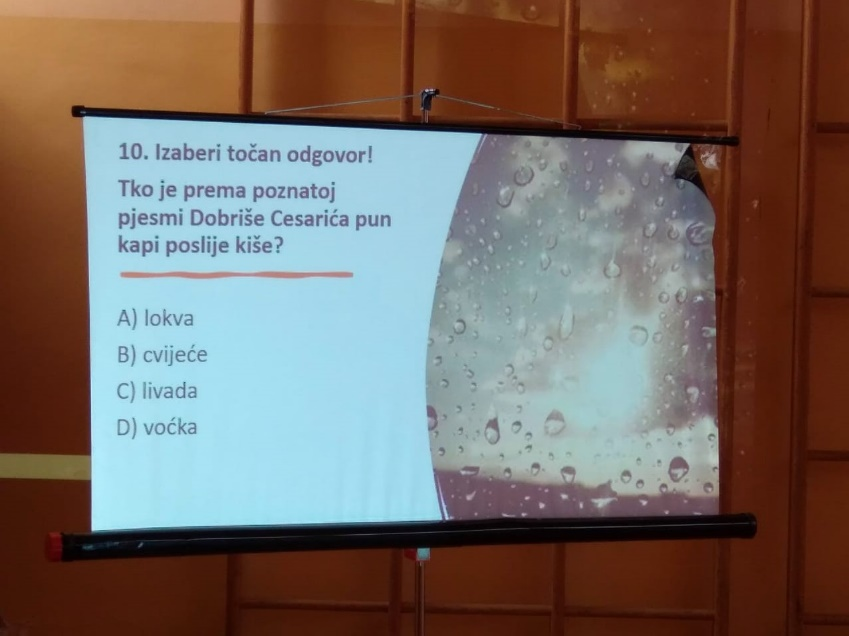 10. Izaberi točan odgovor!
Tko je prema poznatoj
pjesmi Dobriše Cesarića pun
kapi poslije kiše?
A) lokva
B) cvijeće
C) livada
D) voćka